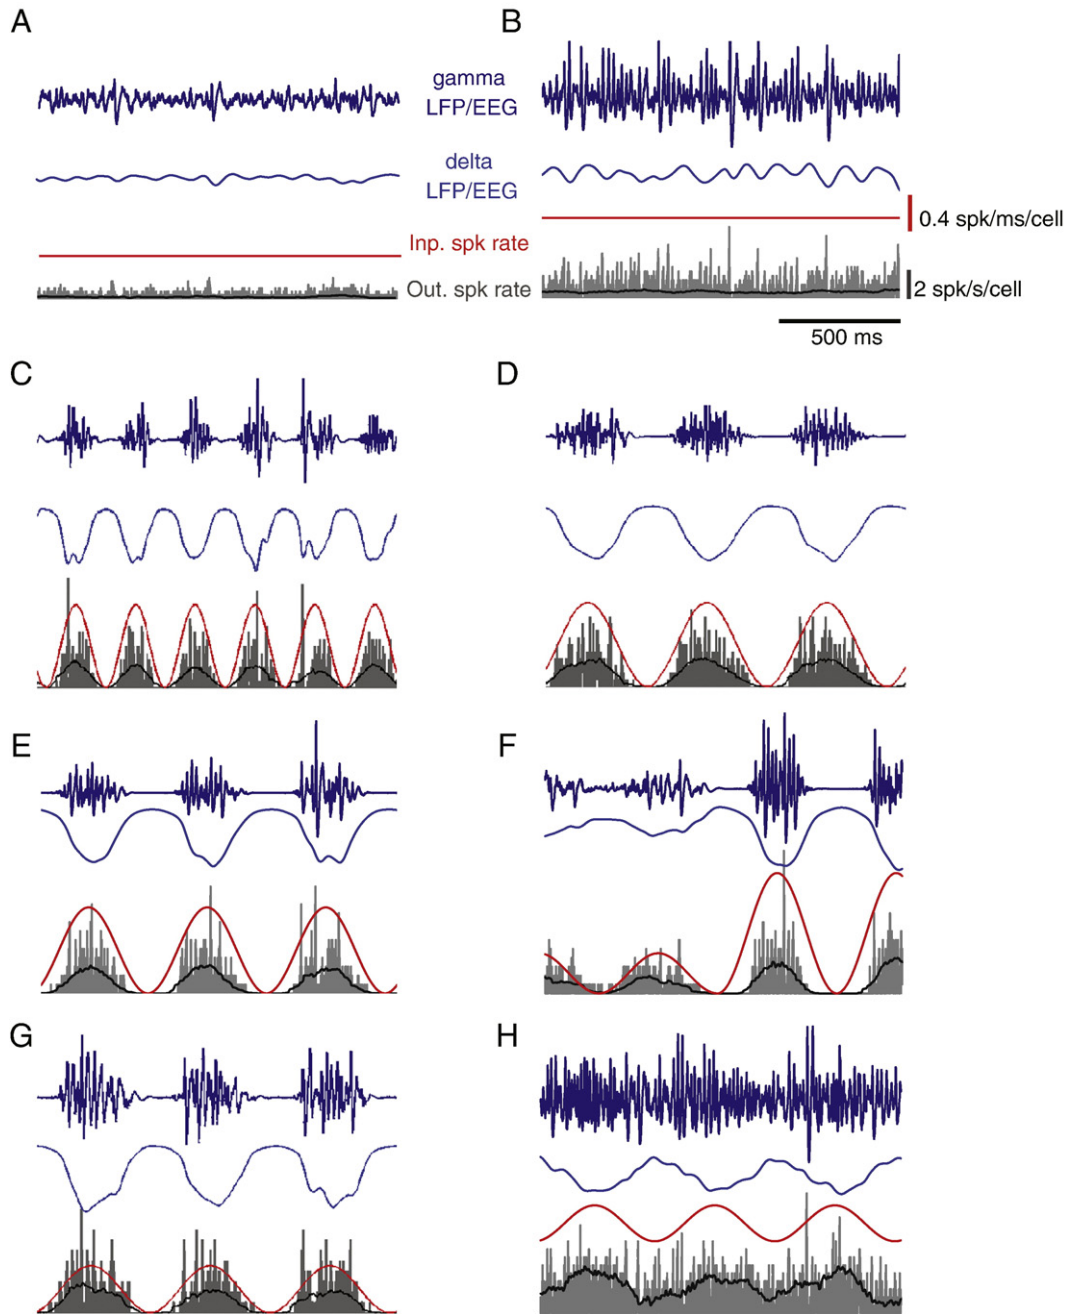 A
B
gamma
LFP/EEG
delta
LFP/EEG
0.4 spk/ms/cell
Inp. spk rate
Out. spk rate
2 spk/s/cell
500 ms
C
D
E
F
G
H